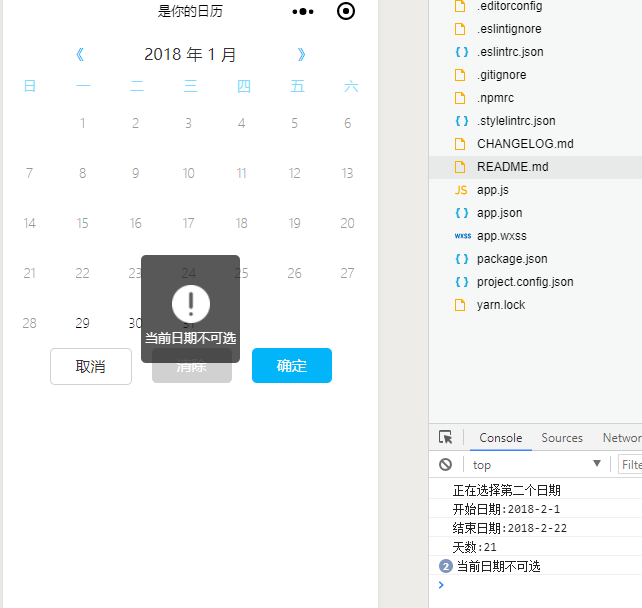 是你的日历
《 2018 年 1 月 》
日 一 二 三 四 五 六
1 2 3 4 5 6
7 8 9 10 11 12 13
14 15 16 17 18 19 20
21 22 23 24 25 26 27
28 29 30 31
当前日期不可选
取消 清除 确定
.editorconfig
.eslintignore
.eslintrc.json
.gitignore
.npmrc
.stylelintrc.json
CHANGELOG.md
README.md
JS app.js
app.json
WXSS app.wxss
package.json
project.config.json
yarn.lock
Console Sources Networ
top ▼ Filte
正在选择第二个日期
开始日期:2018-2-1
结束日期:2018-2-22
天数:21
2 当前日期不可选
>